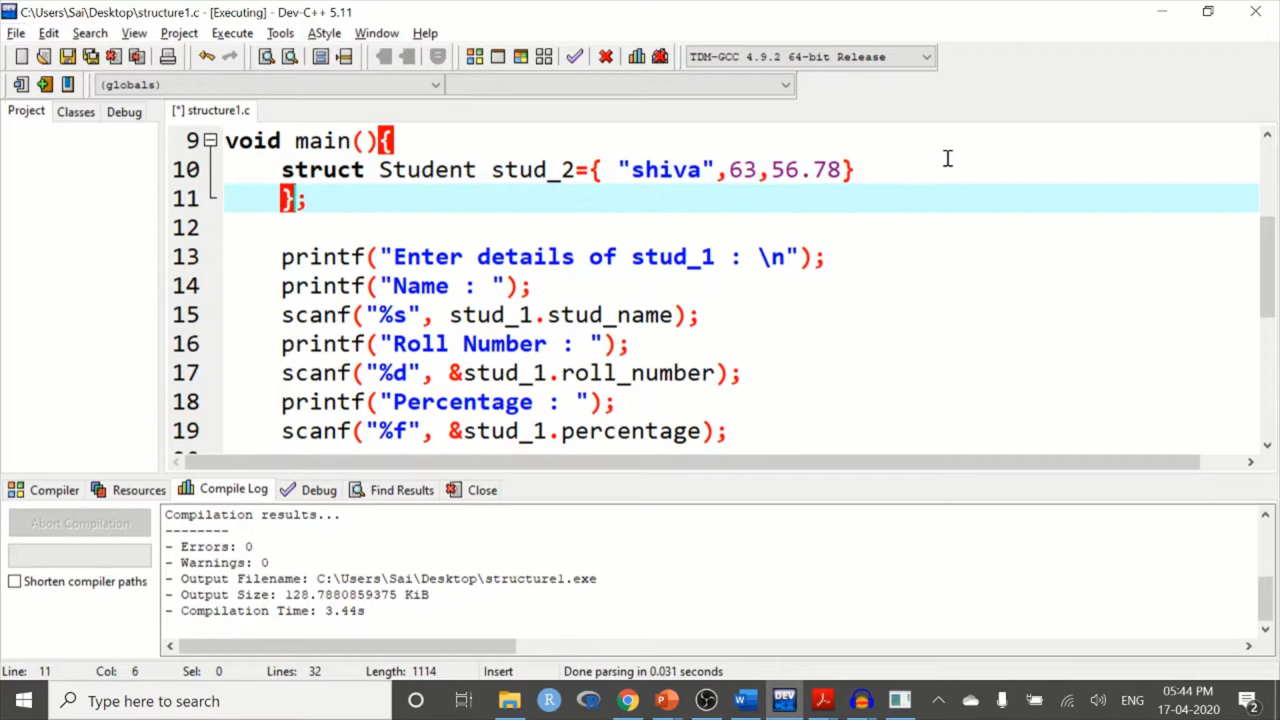 C:\Users\Sai\Desktop\structure1.c - [Executing] - Dev-C++ 5.11
File Edit Search View Project Execute Tools AStyle Window Help
TDM-GCC 4.9.2 64-bit Release
(globals)
Project Classes Debug [*] structure1.c
9 void main(){
10 struct Student stud_2={ "shiva",63,56.78}
11 };
12
13 printf("Enter details of stud_1 : \n");
14 printf("Name : ");
15 scanf("%s", stud_1.stud_name);
16 printf("Roll Number : ");
17 scanf("%d", &stud_1.roll_number);
18 printf("Percentage : ");
19 scanf("%f", &stud_1.percentage);
Compiler Resources Compile Log Debug Find Results Close
Abort Compilation
Shorten compiler paths
Compilation results...
--------
- Errors: 0
- Warnings: 0
- Output Filename: C:\Users\Sai\Desktop\structure1.exe
- Output Size: 128.7880859375 KiB
- Compilation Time: 3.44s
Line: 11 Col: 6 Sel: 0 Lines: 32 Length: 1114 Insert Done parsing in 0.031 seconds
Type here to search
R
DEV
ENG
05:44 PM
17-04-2020
2